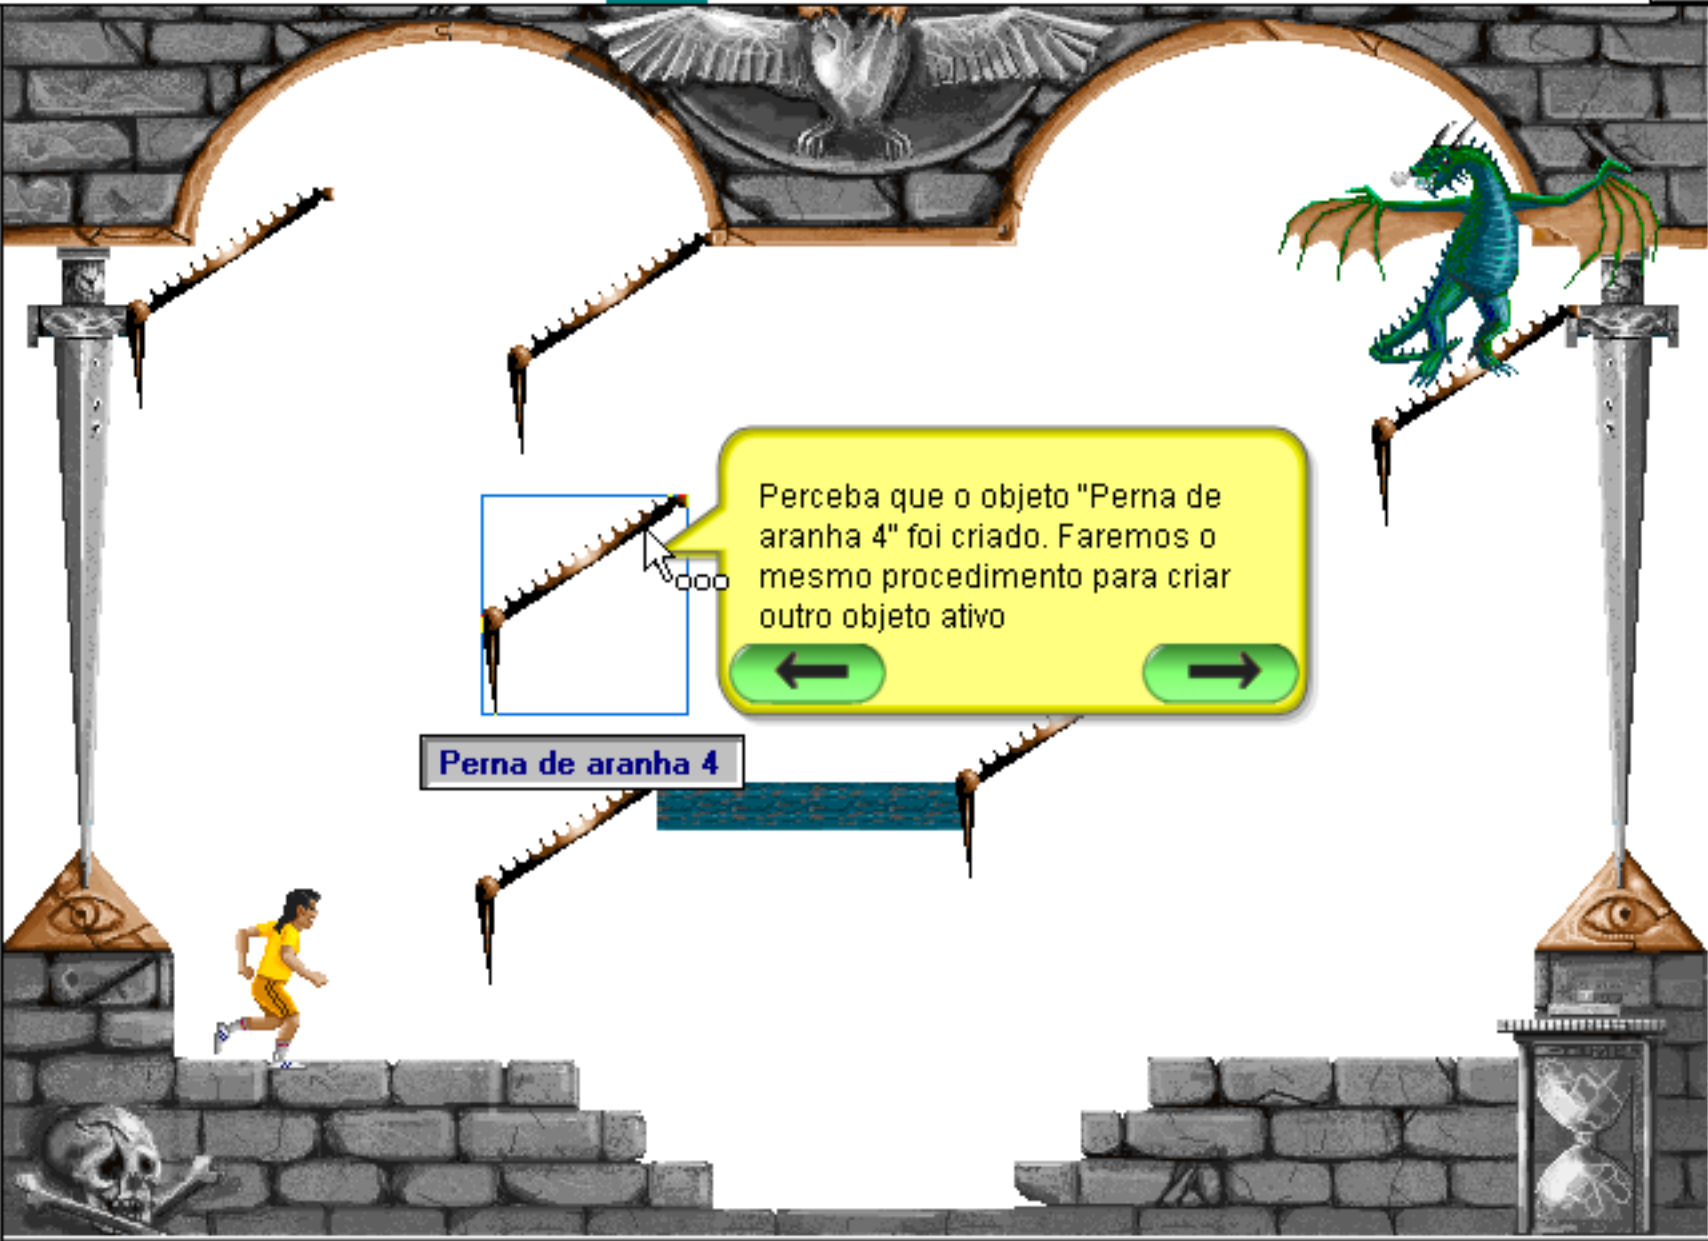 Perceba que o objeto "Perna de
aranha 4" foi criado. Faremos o
mesmo procedimento para criar
outro objeto ativo
Perna de aranha 4